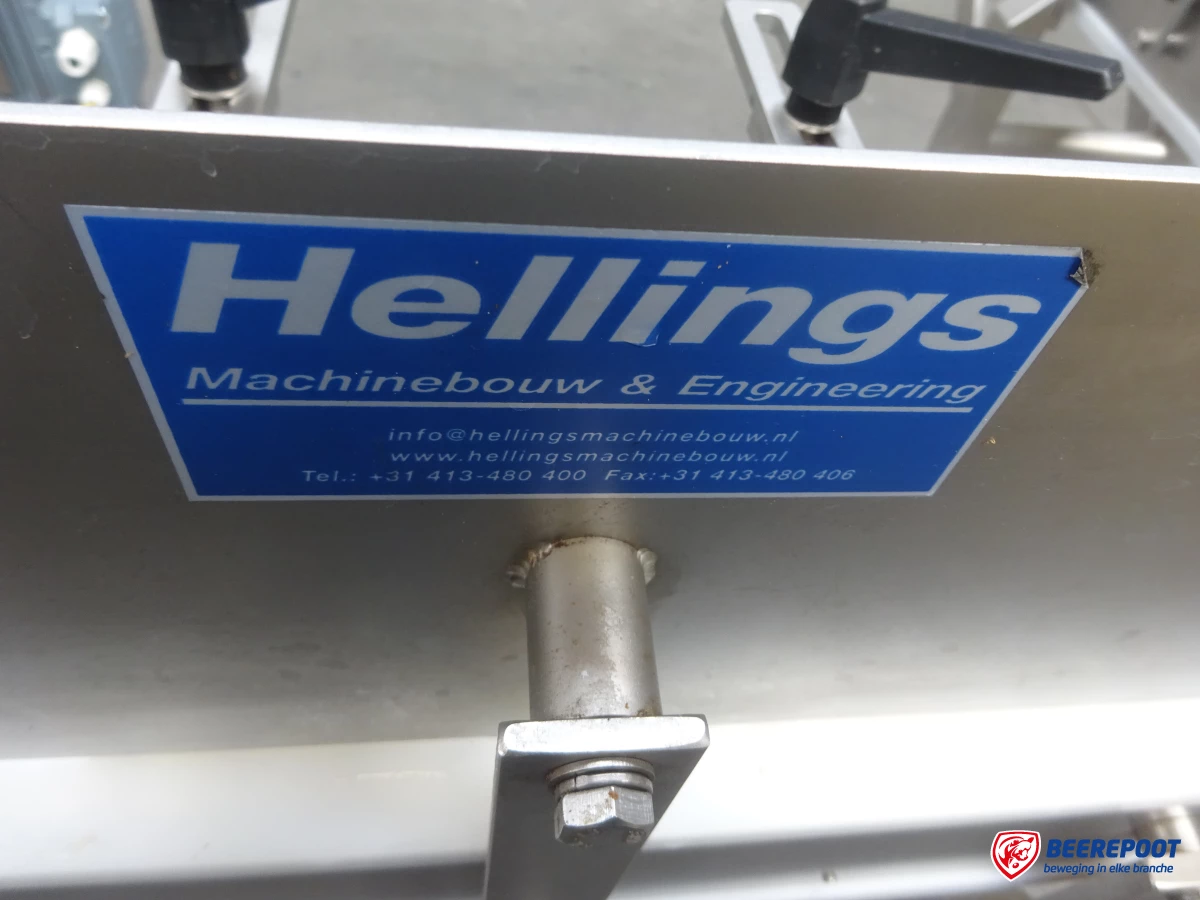 Hellings
Machinebouw & Engineering
info@hellingsmachinebouw.nl
www.hellingsmachinebouw.nl
Tel.: +31 413-480 400 Fax:+31 413-480 406
BEEREPOOT
beweging in elke branche